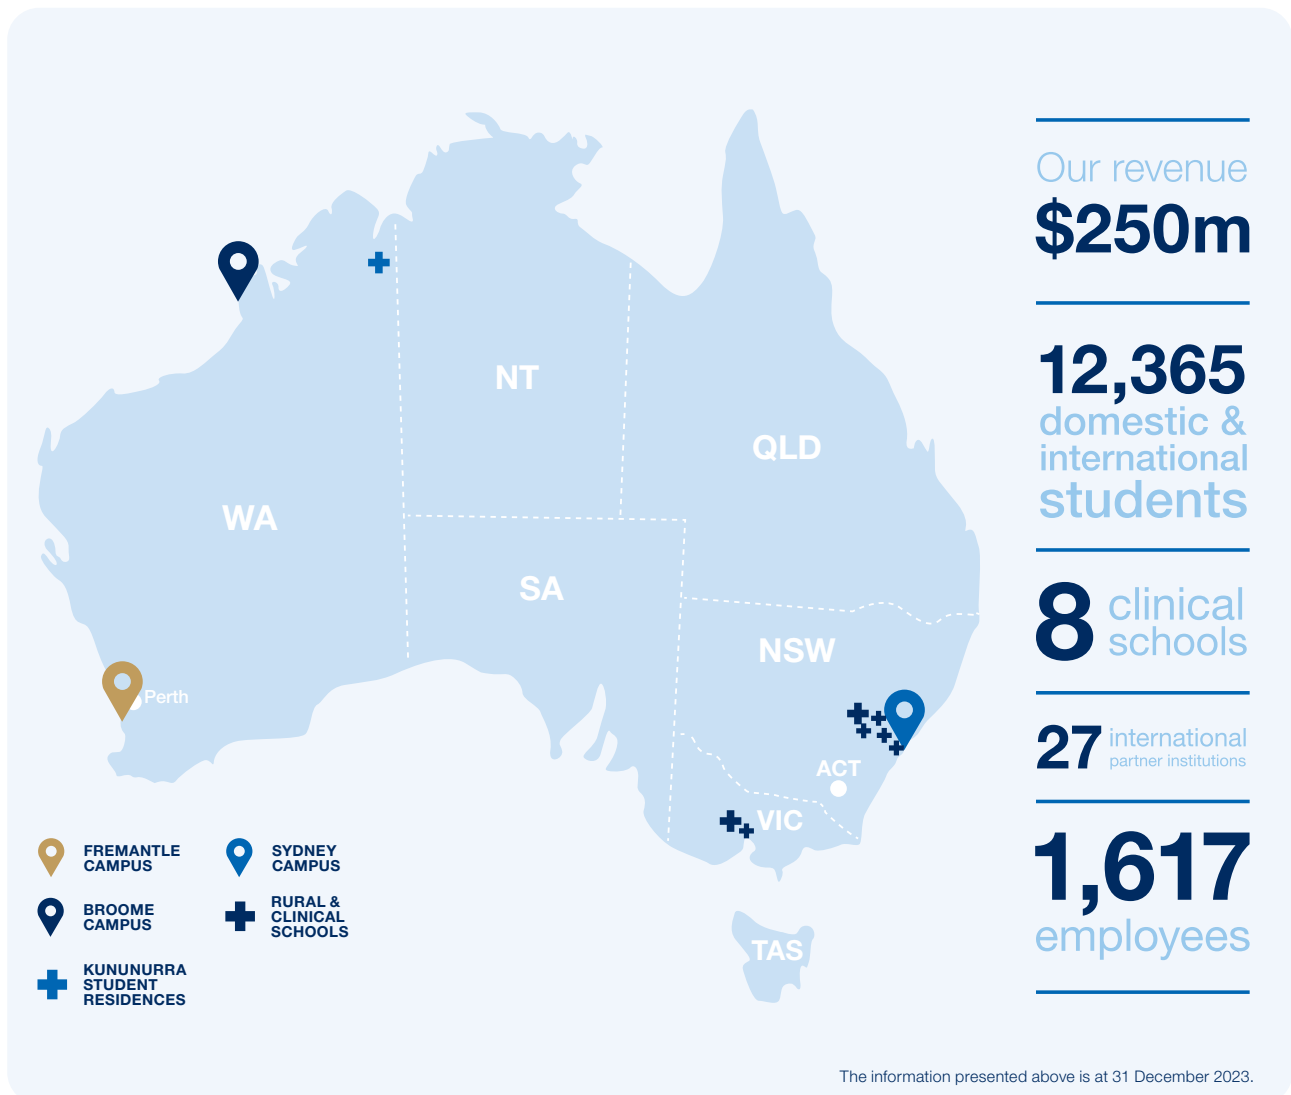 NT
QLD
WA
SA
NSW
Perth
ACT
VIC
TAS
FREMANTLE
CAMPUS
SYDNEY
CAMPUS
BROOME
CAMPUS
RURAL &
CLINICAL
SCHOOLS
KUNUNURRA
STUDENT
RESIDENCES
Our revenue
$250m
12,365
domestic &
international
students
8 clinical
schools
27 international
partner institutions
1,617
employees
The information presented above is at 31 December 2023.